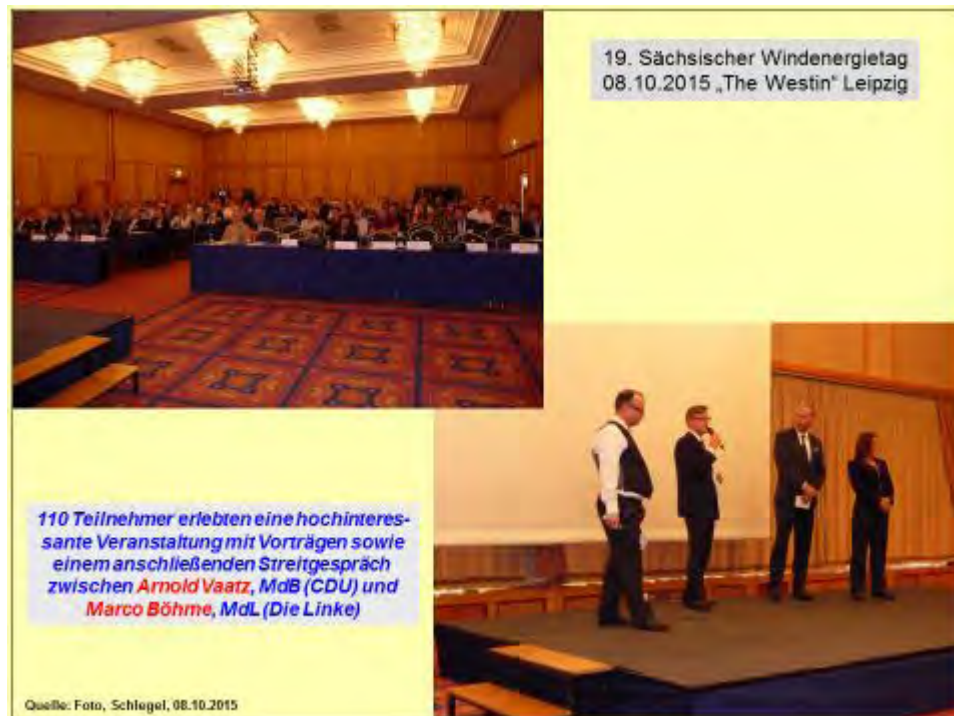 19. Sächsischer Windenergietag
08.10.2015 „The Westin“ Leipzig
110 Teilnehmer erlebten eine hochinteres-
sante Veranstaltung mit Vorträgen sowie
einem anschließenden Streitgespräch
zwischen Arnold Vaatz, MdB (CDU) und
Marco Böhme, MdL (Die Linke)
Quelle: Foto, Schlegel, 08.10.2015